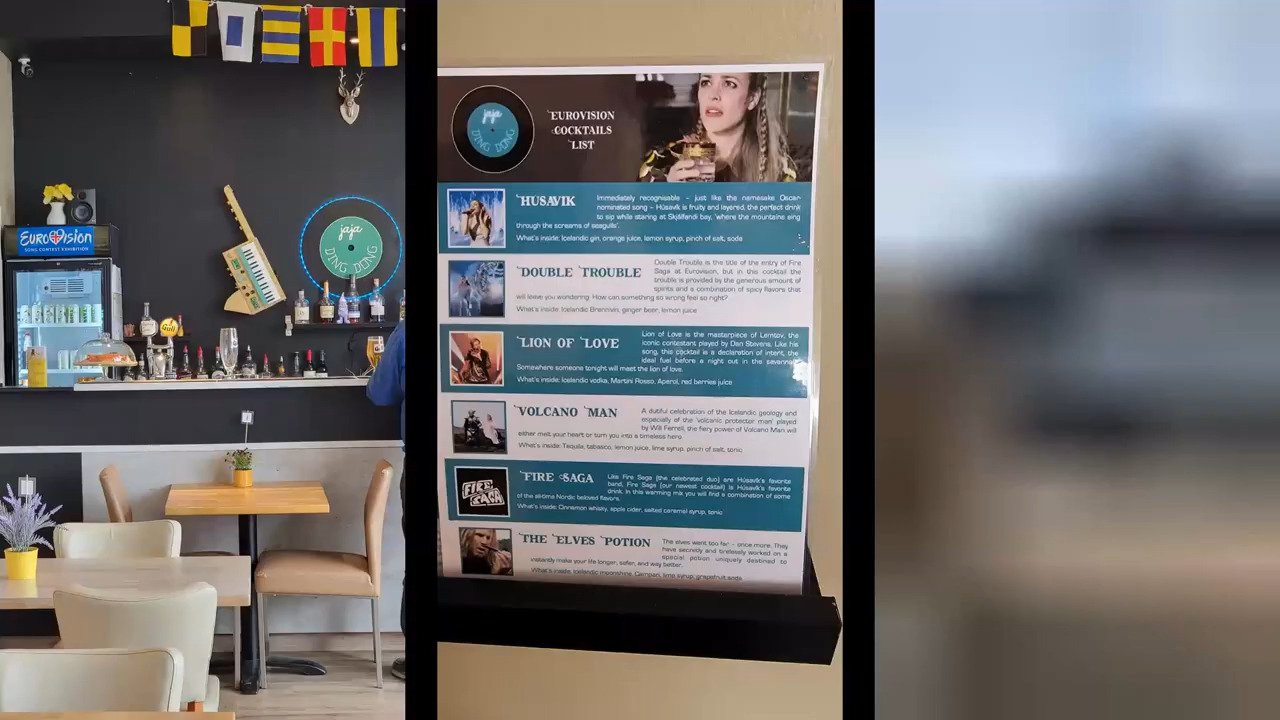 EUROVISION
SONG CONTEST EXHIBITION
jaja
DING DONG
Gull
jaja
DING DONG
EUROVISION
COCKTAILS
LIST
HUSAVIK
Immediately recognisable – just like the namesake Oscar-
nominated song – Húsavík is fruity and layered, the perfect drink
to sip while staring at Skjálfandi bay, 'where the mountains sing
through the screams of seagulls'.
What's inside: Icelandic gin, orange juice, lemon syrup, pinch of salt, soda
DOUBLE TROUBLE
Double Trouble is the title of the entry of Fire
Saga at Eurovision, but in this cocktail the
trouble is provided by the generous amount of
spirits and a combination of spicy flavors that
will leave you wondering: How can something so wrong feel so right?
What's inside: Icelandic Brennivin, ginger beer, lemon juice
LION OF LOVE
Lion of Love is the masterpiece of Lemtov, the
iconic contestant played by Dan Stevens. Like his
song, this cocktail is a declaration of intent, the
ideal fuel before a night out in the savannah.
Somewhere someone tonight will meet the lion of love.
What's inside: Icelandic vodka, Martini Rosso, Aperol, red berries juice
VOLCANO MAN
A dutiful celebration of the Icelandic geology and
especially of the 'volcanic protector man' played
by Will Ferrell, the fiery power of Volcano Man will
either melt your heart or turn you into a timeless hero.
What's inside: Tequila, tabasco, lemon juice, lime syrup, pinch of salt, tonic
FIRE SAGA
FIRE SAGA
Like Fire Saga (the celebrated duo) are Húsavík's favorite
band, Fire Saga (our newest cocktail) is Húsavík's favorite
drink. In this warming mix you will find a combination of some
of the all-time Nordic beloved flavors.
What's inside: Cinnamon whisky, apple cider, salted caramel syrup, tonic
THE ELVES POTION
The elves went too far – once more. They
have secretly and tirelessly worked on a
special potion uniquely destined to
instantly make your life longer, safer, and way better.
What's inside: Icelandic moonshine, Campari, lime syrup, grapefruit soda